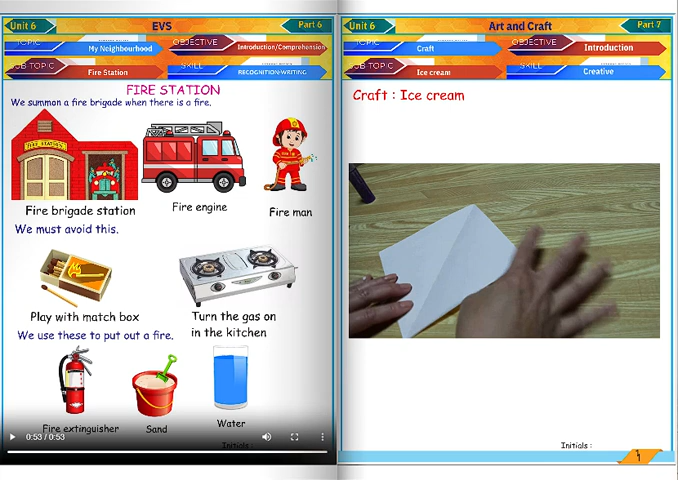 Unit 6
EVS
Part 6
TOPIC
My Neighbourhood
OBJECTIVE
Introduction/Comprehension
SUB TOPIC
Fire Station
SKILL
RECOGNITION-WRITING
FIRE STATION
We summon a fire brigade when there is a fire.
FIRE STATION
Fire brigade station
Fire engine
Fire man
We must avoid this.
Play with match box
Turn the gas on
in the kitchen
We use these to put out a fire.
Fire extinguisher
Sand
Water
0:53 / 0:53
Initials :
Unit 6
Art and Craft
Part 7
TOPIC
Craft
OBJECTIVE
Introduction
SUB TOPIC
Ice cream
SKILL
Creative
Craft : Ice cream
Initials :